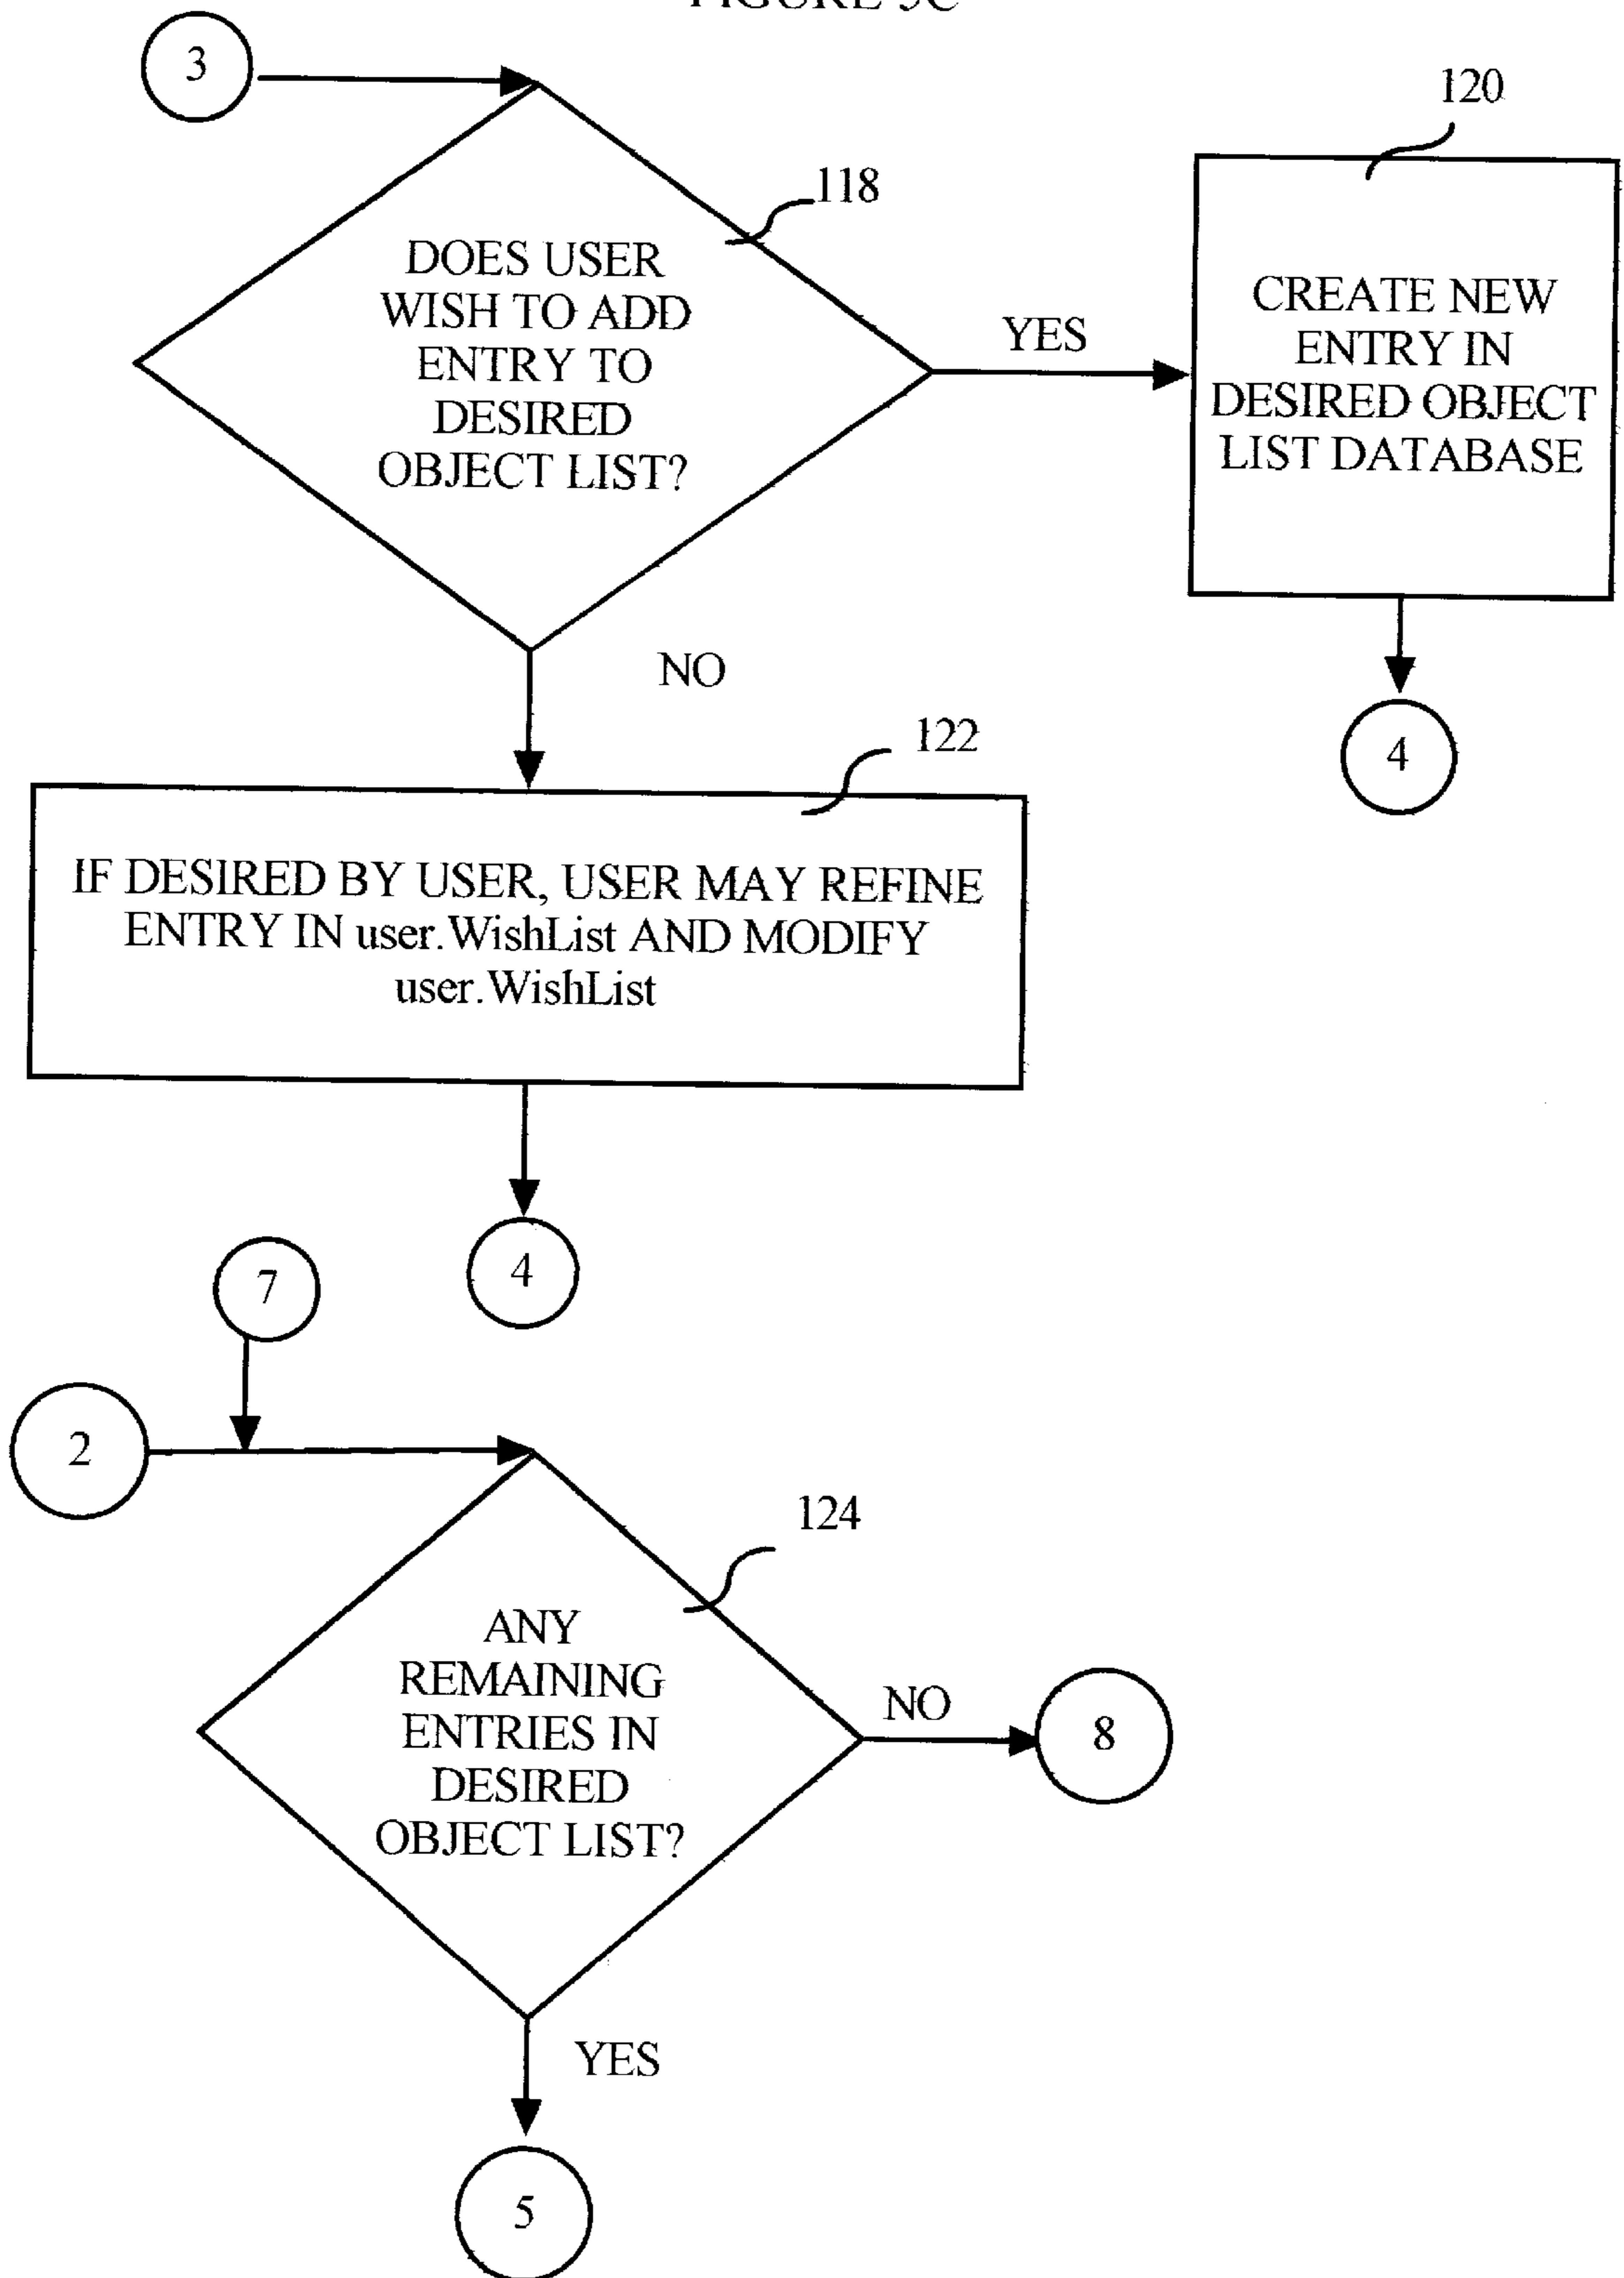 FIGURE 5C
3
118
120
DOES USER
WISH TO ADD
ENTRY TO
DESIRED
OBJECT LIST?
YES
CREATE NEW
ENTRY IN
DESIRED OBJECT
LIST DATABASE
NO
4
122
IF DESIRED BY USER, USER MAY REFINE
ENTRY IN user.WishList AND MODIFY
user.WishList
4
7
2
124
ANY
REMAINING
ENTRIES IN
DESIRED
OBJECT LIST?
NO
8
YES
5